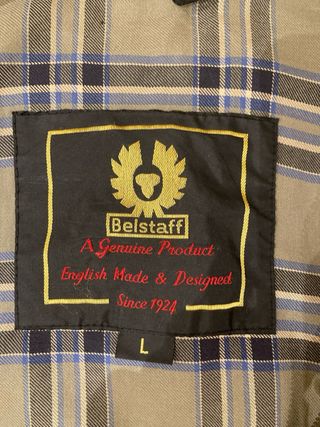 Belstaff
A Genuine Product
English Made & Designed
Since 1924
L